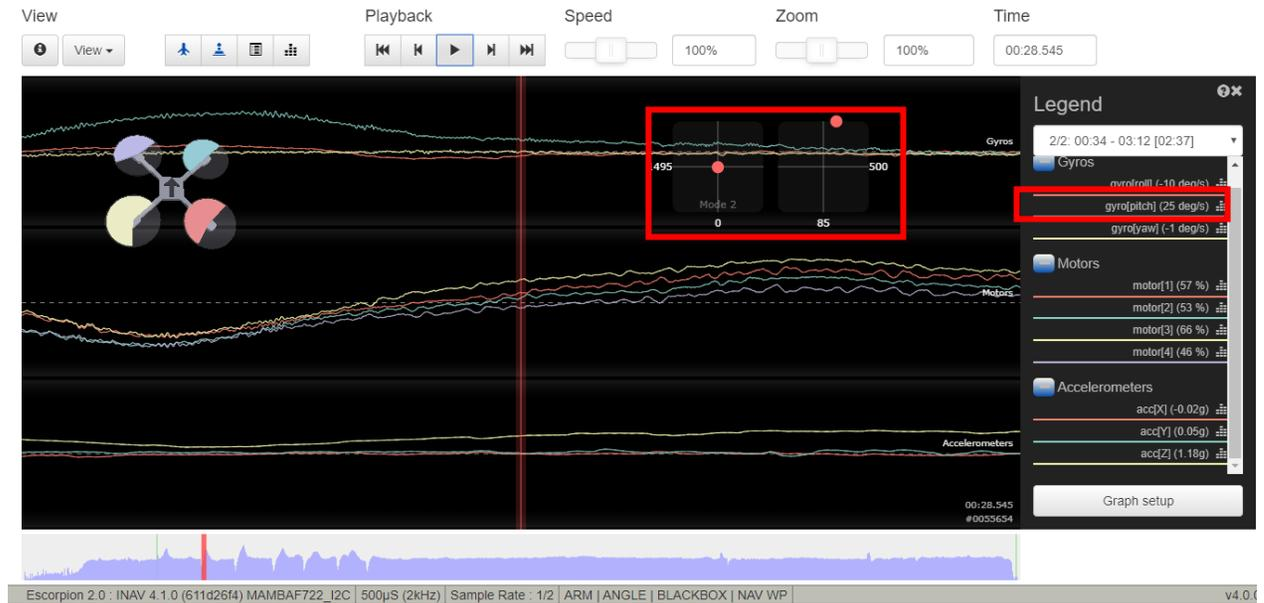 View
Playback
Speed
Zoom
Time
View
100%
100%
00:28.545
Legend
2/2: 00:34 - 03:12 [02:37]
Gyros
Gyros
gyro[roll] (-10 deg/s)
495
500
gyro[pitch] (25 deg/s)
Mode 2
0
85
gyro[yaw] (-1 deg/s)
Motors
motor[1] (57 %)
Motors
motor[2] (53 %)
motor[3] (66 %)
motor[4] (46 %)
Accelerometers
acc[X] (-0.02g)
acc[Y] (0.05g)
Accelerometers
acc[Z] (1.18g)
00:28.545
#0055654
Graph setup
Escorpion 2.0 : INAV 4.1.0 (611d26f4) MAMBAF722_I2C 500µS (2kHz) Sample Rate : 1/2 ARM | ANGLE | BLACKBOX | NAV WP v4.0.0